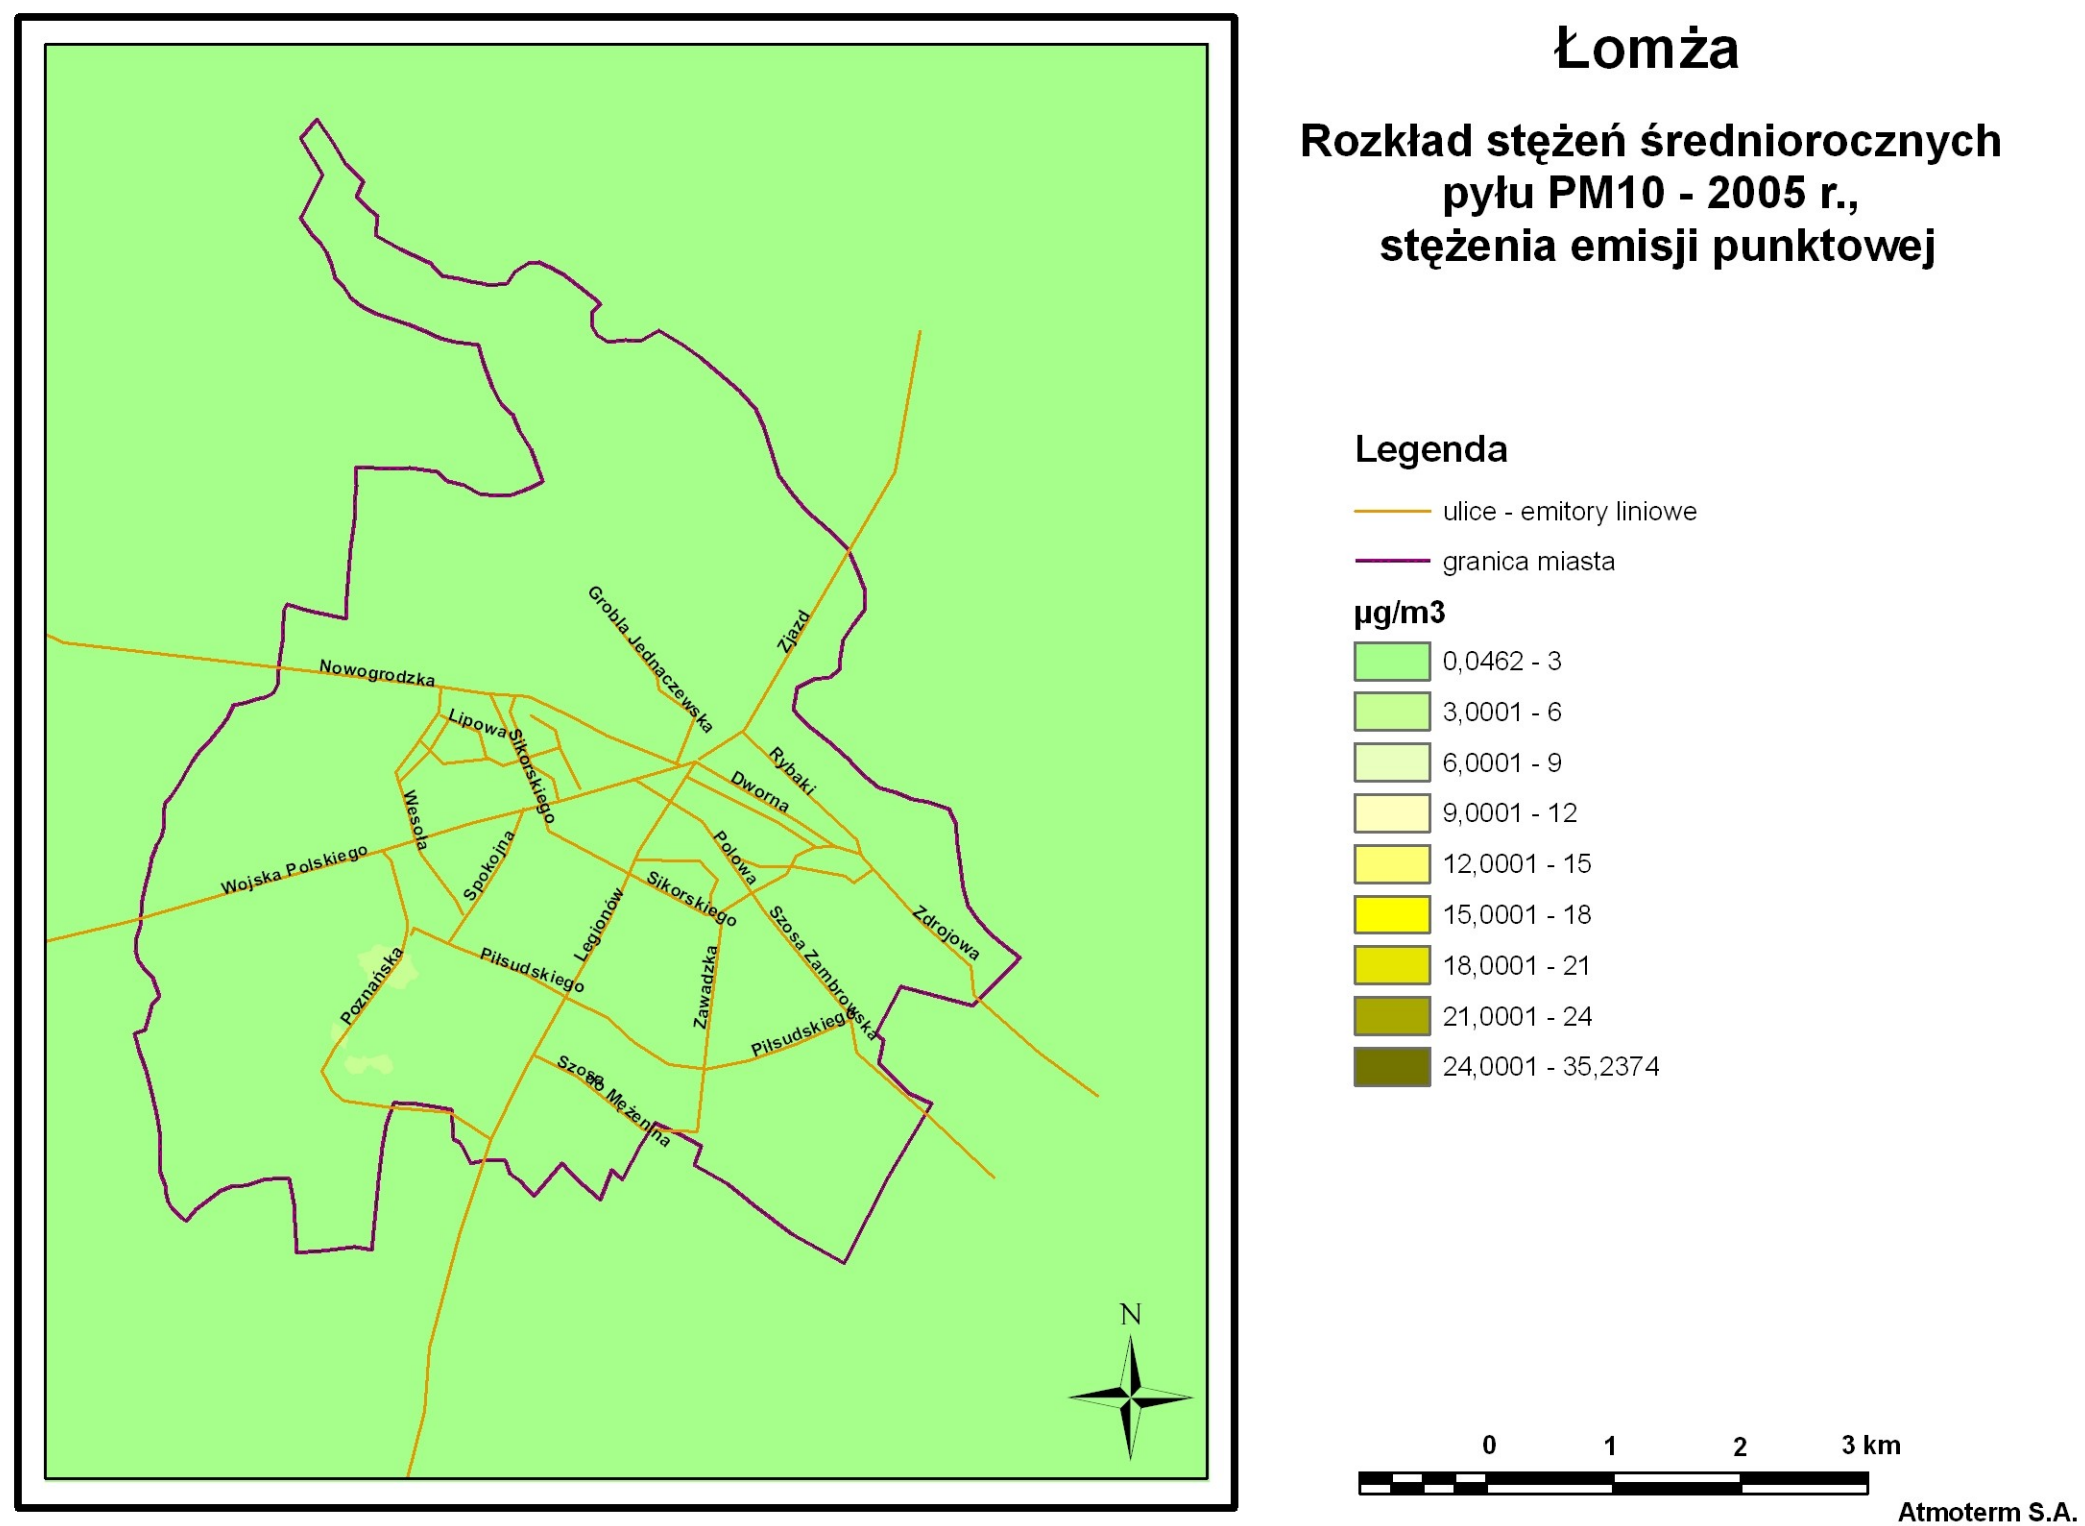 Łomża
Rozkład stężeń średniorocznych
pyłu PM10 - 2005 r.,
stężenia emisji punktowej
Legenda
ulice - emitory liniowe
granica miasta
µg/m3
0,0462 - 3
3,0001 - 6
6,0001 - 9
9,0001 - 12
12,0001 - 15
15,0001 - 18
18,0001 - 21
21,0001 - 24
24,0001 - 35,2374
Grobla Jednaczewska
Zjazd
Nowogrodzka
Lipowa
Sikorskiego
Rybaki
Dworna
Wesoła
Wojska Polskiego
Spokojna
Polowa
Sikorskiego
Legionów
Szosa Zambrowska
Zdrojowa
Poznańska
Piłsudskiego
Zawadzka
Piłsudskiego
Szosa do Mężenina
N
0 1 2 3 km
Atmoterm S.A.